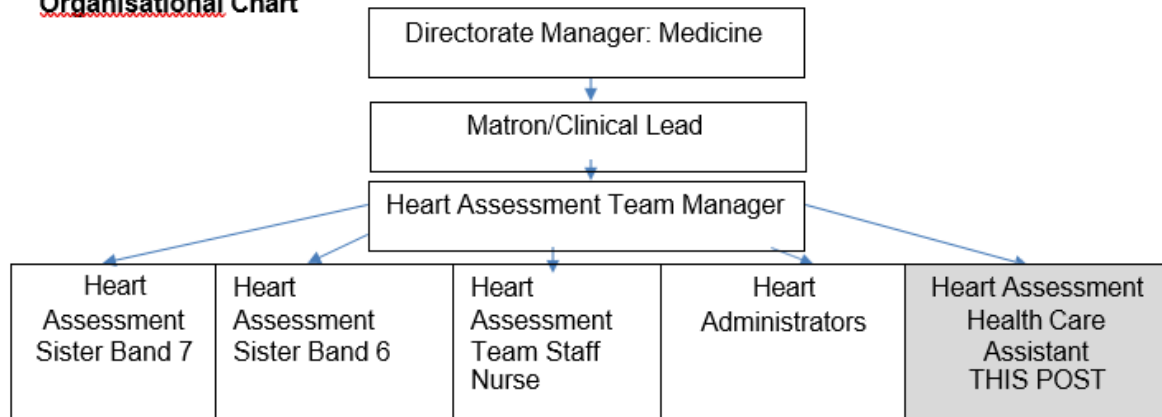 Organisational Chart
Directorate Manager: Medicine
Matron/Clinical Lead
Heart Assessment Team Manager
Heart
Assessment
Sister Band 7
Heart
Assessment
Sister Band 6
Heart
Assessment
Team Staff
Nurse
Heart
Administrators
Heart Assessment
Health Care
Assistant
THIS POST